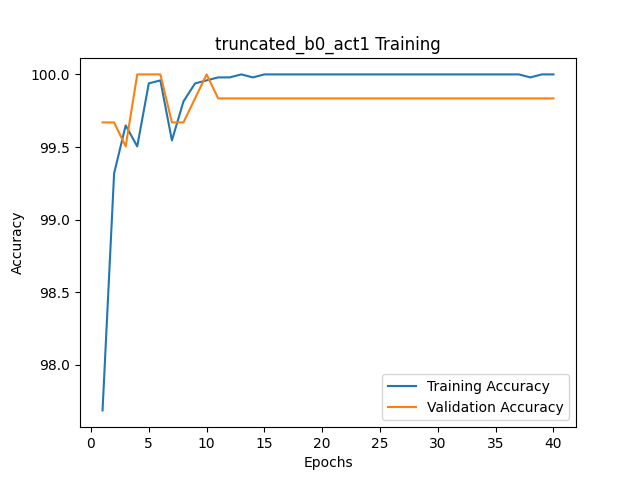 truncated_b0_act1 Training
100.0
99.5
99.0
98.5
98.0
Accuracy
0 5 10 15 20 25 30 35 40
Epochs
Training Accuracy
Validation Accuracy